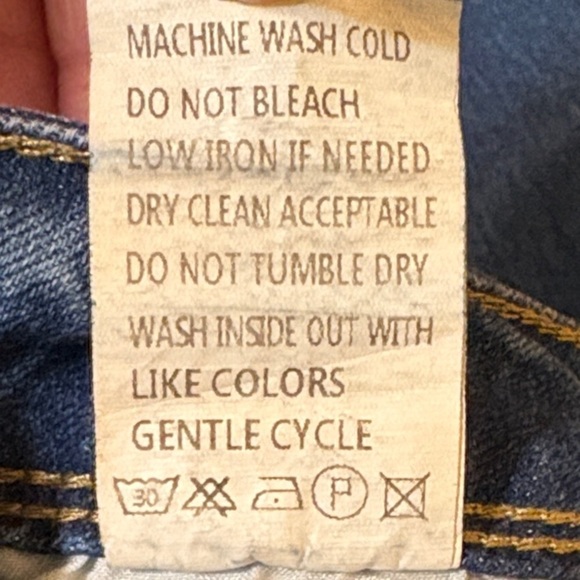 MACHINE WASH COLD
DO NOT BLEACH
LOW IRON IF NEEDED
DRY CLEAN ACCEPTABLE
DO NOT TUMBLE DRY
WASH INSIDE OUT WITH
LIKE COLORS
GENTLE CYCLE
30 P